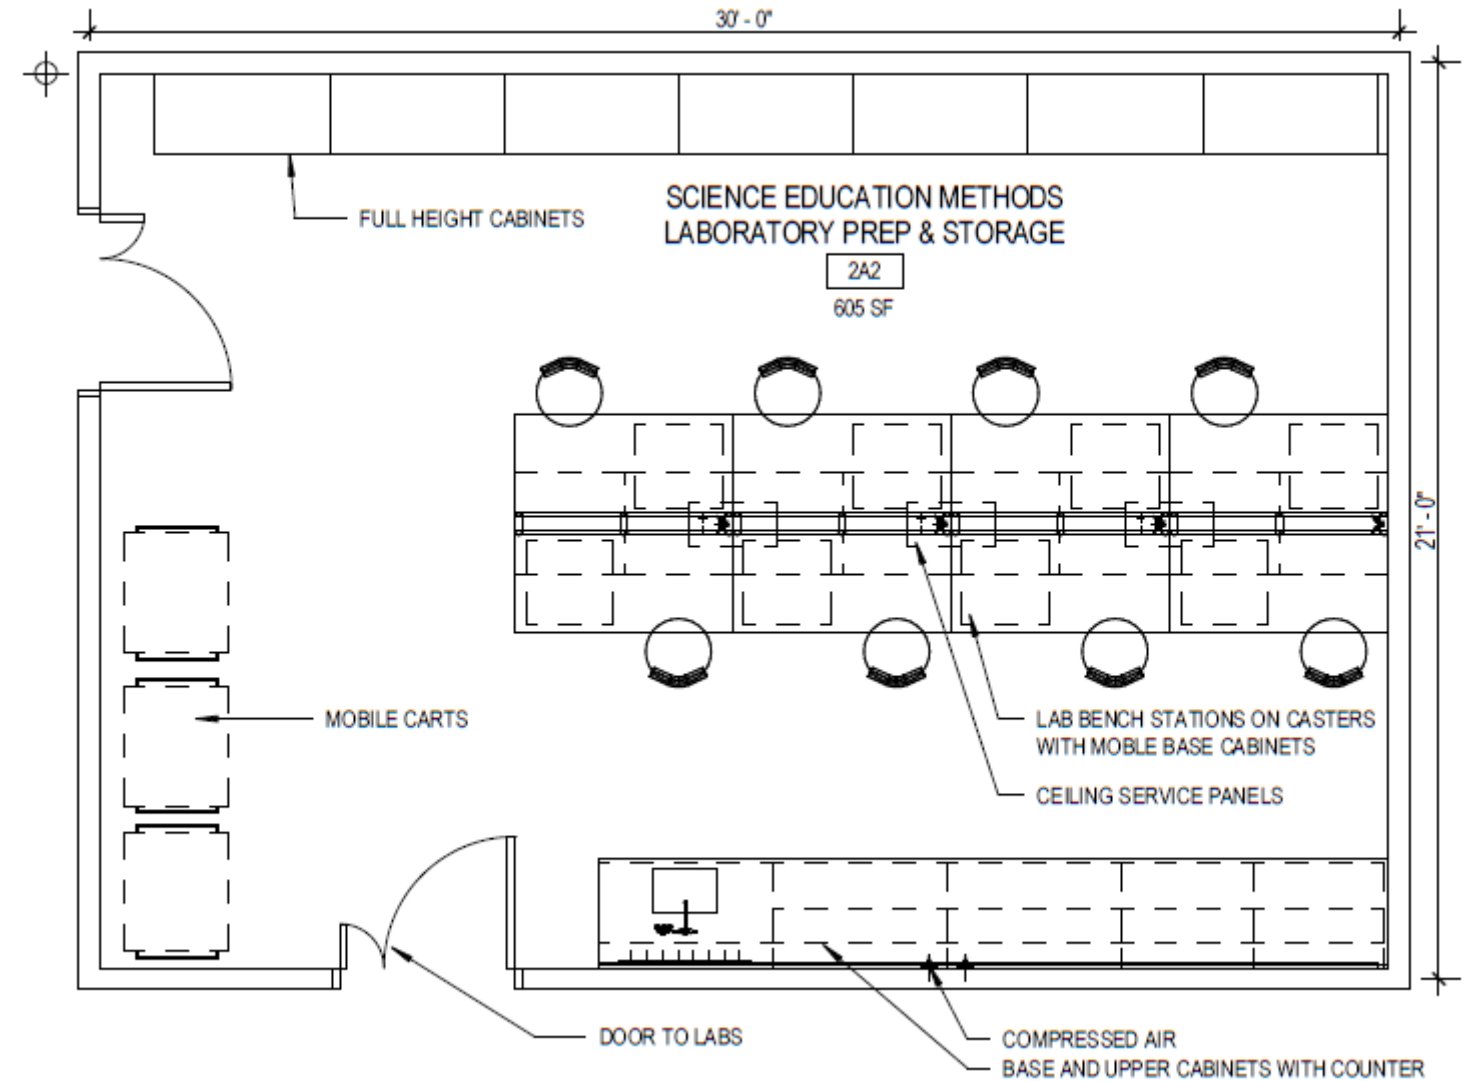 30' - 0"
FULL HEIGHT CABINETS
SCIENCE EDUCATION METHODS
LABORATORY PREP & STORAGE
2A2
605 SF
21' - 0"
MOBILE CARTS
LAB BENCH STATIONS ON CASTERS
WITH MOBLE BASE CABINETS
CEILING SERVICE PANELS
DOOR TO LABS
COMPRESSED AIR
BASE AND UPPER CABINETS WITH COUNTER